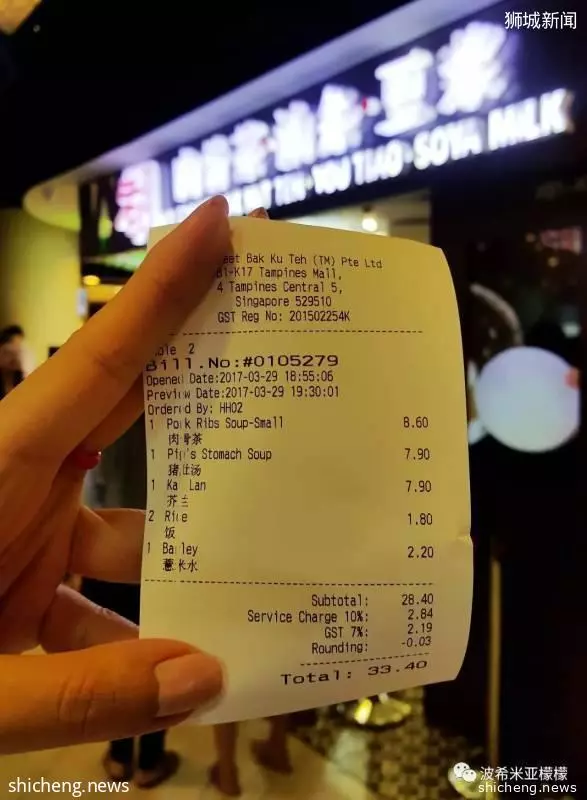 狮城新闻
豆浆
YOU TIAO · SOYA MILK
Bak Ku Teh (TM) Pte Ltd
B1-K17 Tampines Mall,
4 Tampines Central 5,
Singapore 529510
GST Reg No: 201502254K
2
Bill.No:#0105279
Opened Date:2017-03-29 18:55:06
Preview Date:2017-03-29 19:30:01
Ordered By: HH02
1 Pork Ribs Soup-Small 8.60
肉骨茶
1 Pig's Stomach Soup 7.90
猪肚汤
1 Kai Lan 7.90
芥兰
2 Rice 1.80
饭
1 Barley 2.20
薏米水
Subtotal: 28.40
Service Charge 10%: 2.84
GST 7%: 2.19
Rounding: -0.03
Total: 33.40
波希米亚檬檬
shicheng.news
shicheng.news